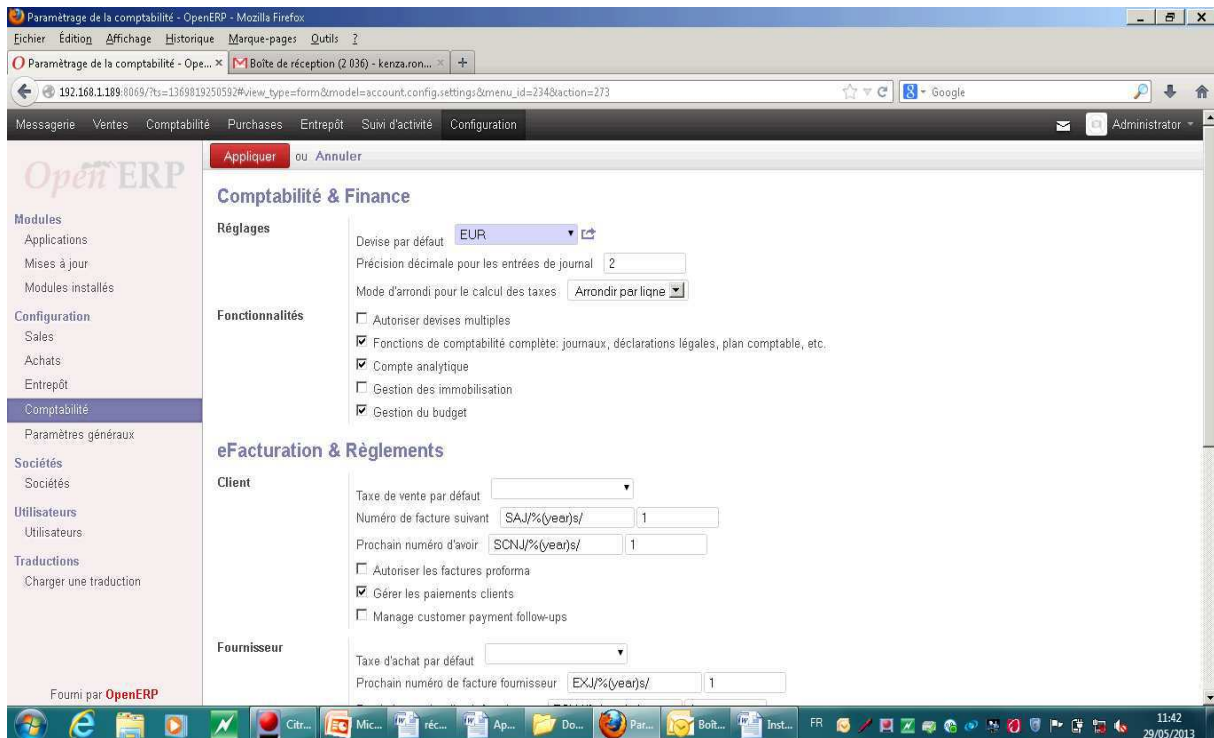 Paramètrage de la comptabilité - OpenERP - Mozilla Firefox
Fichier Édition Affichage Historique Marque-pages Outils ?
Paramètrage de la comptabilité - Ope... × Boîte de réception (2 036) - kenza.ron... × +
192.168.1.189:8069/?ts=1369819250592#view_type=form&model=account.config.settings&menu_id=234&action=273 Google
Messagerie Ventes Comptabilité Purchases Entrepôt Suivi d'activité Configuration Administrator
Open ERP
Appliquer ou Annuler
Comptabilité & Finance
Modules
Applications
Mises à jour
Modules installés
Configuration
Sales
Achats
Entrepôt
Comptabilité
Paramètres généraux
Sociétés
Sociétés
Utilisateurs
Utilisateurs
Traductions
Charger une traduction
Fourni par OpenERP
Réglages
Devise par défaut EUR
Précision décimale pour les entrées de journal 2
Mode d'arrondi pour le calcul des taxes Arrondir par ligne
Fonctionnalités
Autoriser devises multiples
Fonctions de comptabilité complète: journaux, déclarations légales, plan comptable, etc.
Compte analytique
Gestion des immobilisation
Gestion du budget
eFacturation & Règlements
Client
Taxe de vente par défaut
Numéro de facture suivant SAJ/%(year)s/ 1
Prochain numéro d'avoir SCNJ/%(year)s/ 1
Autoriser les factures proforma
Gérer les paiements clients
Manage customer payment follow-ups
Fournisseur
Taxe d'achat par défaut
Prochain numéro de facture fournisseur EXJ/%(year)s/ 1
Citr... Mic... réc... Ap... Do... Par... Boît... Inst... FR 11:42
29/05/2013